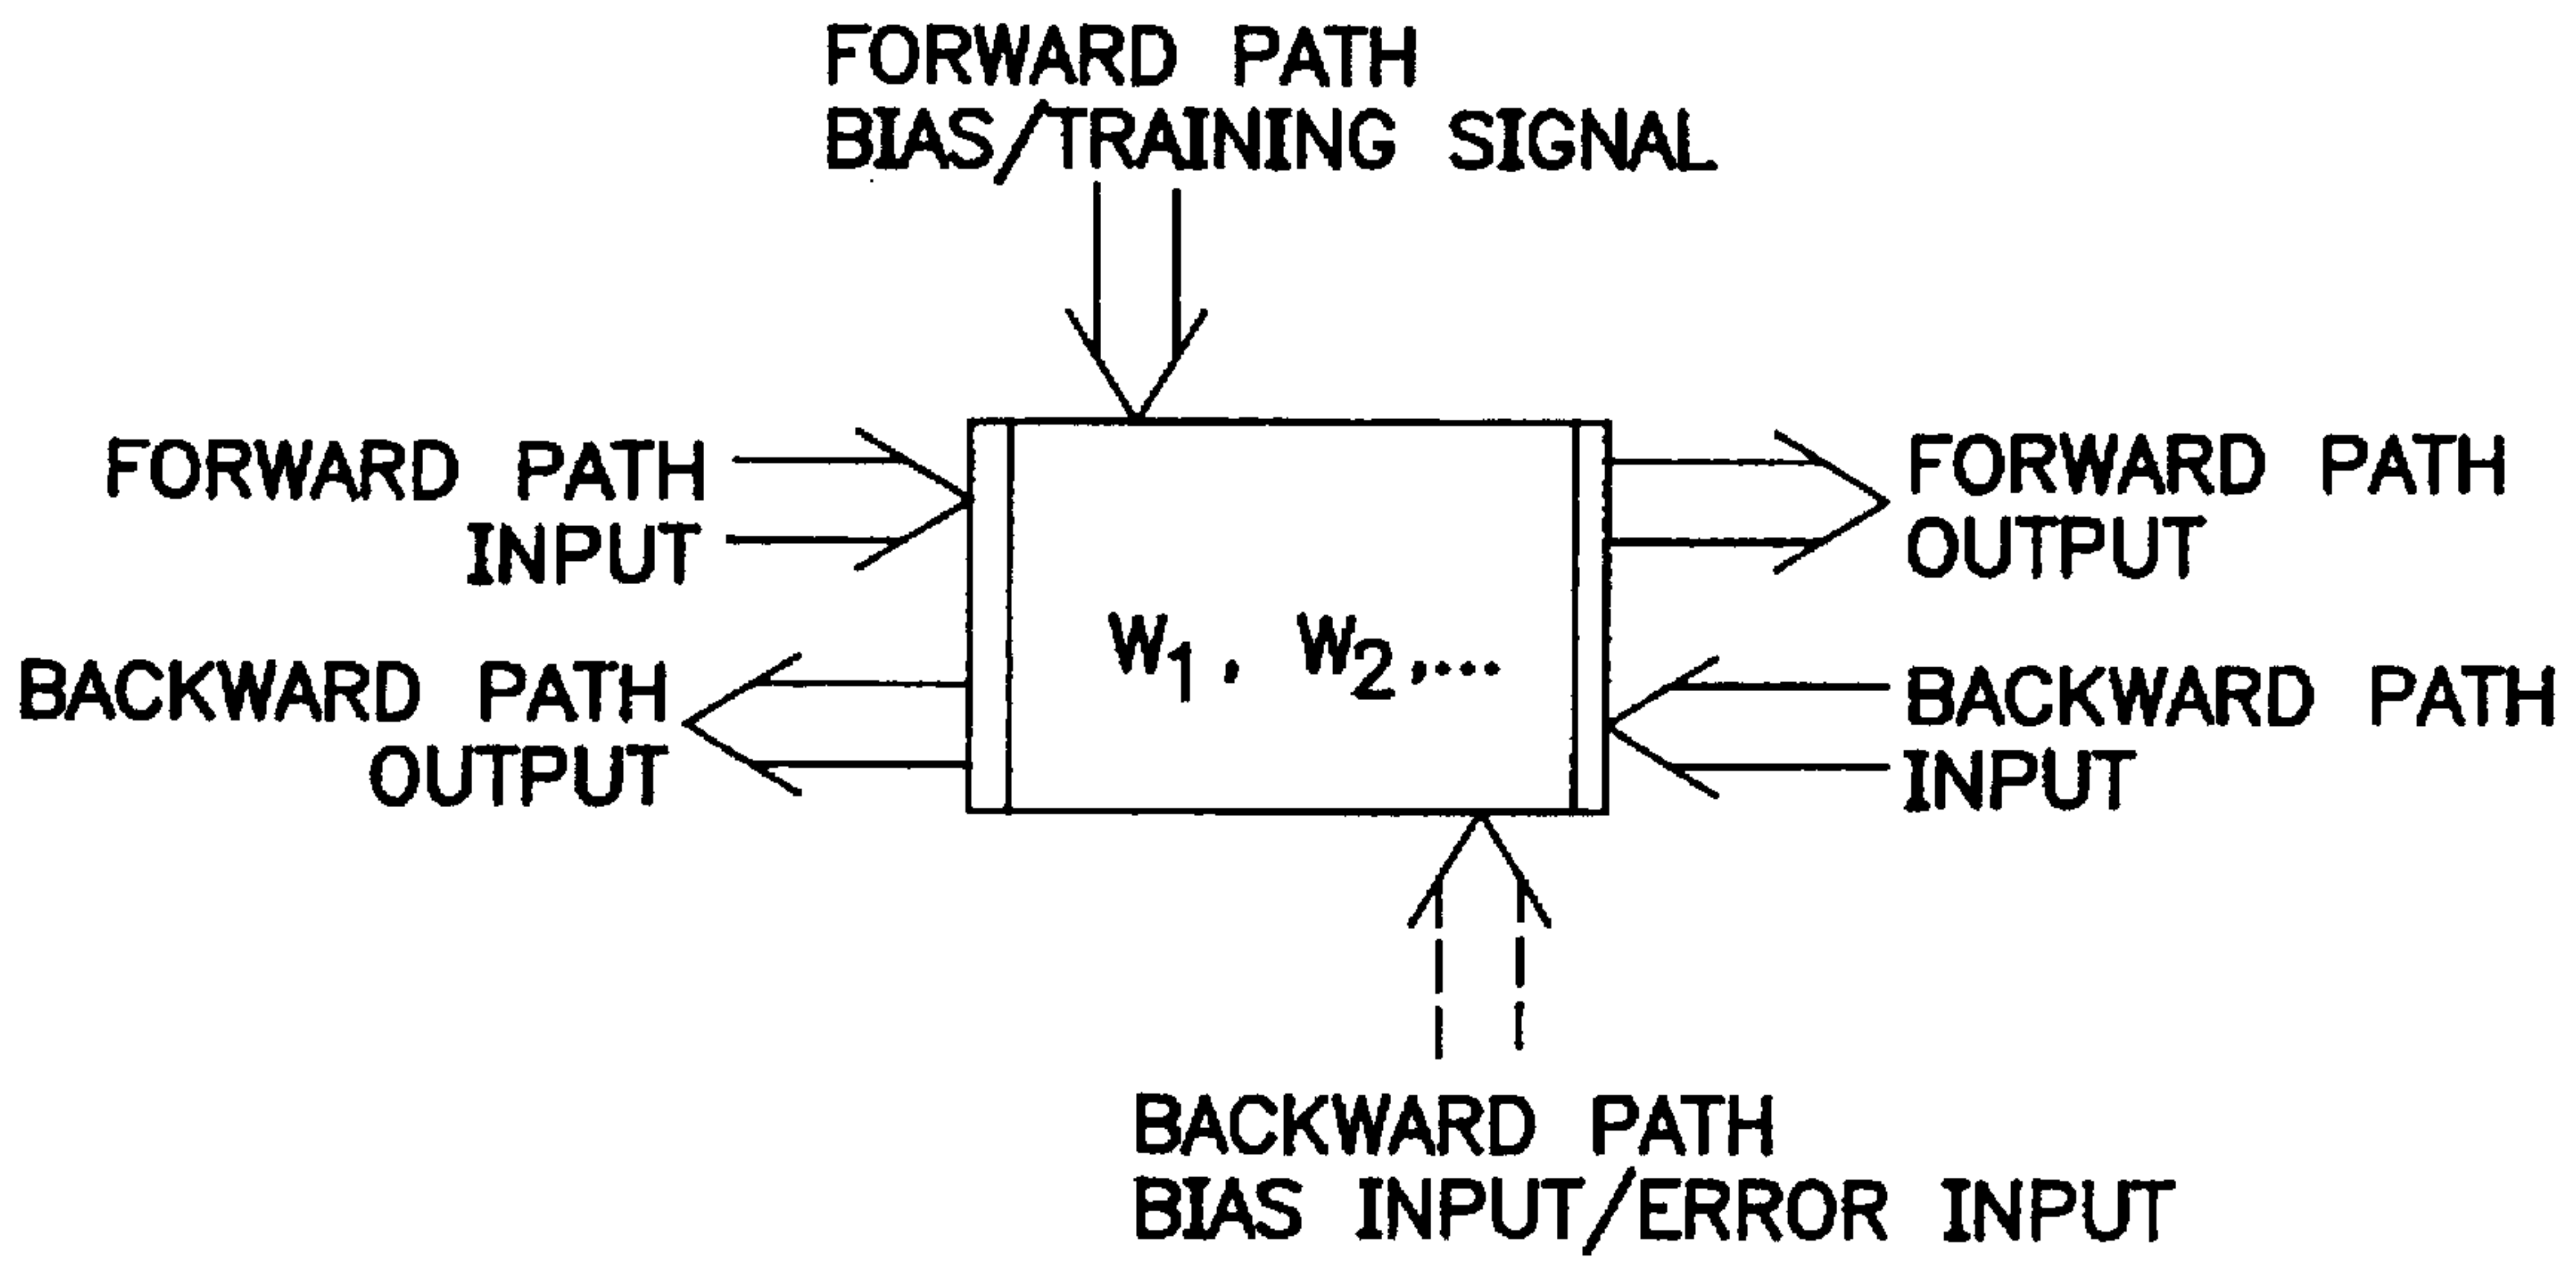 FORWARD PATH
BIAS/TRAINING SIGNAL
FORWARD PATH
INPUT
FORWARD PATH
OUTPUT
W1, W2,...
BACKWARD PATH
OUTPUT
BACKWARD PATH
INPUT
BACKWARD PATH
BIAS INPUT/ERROR INPUT